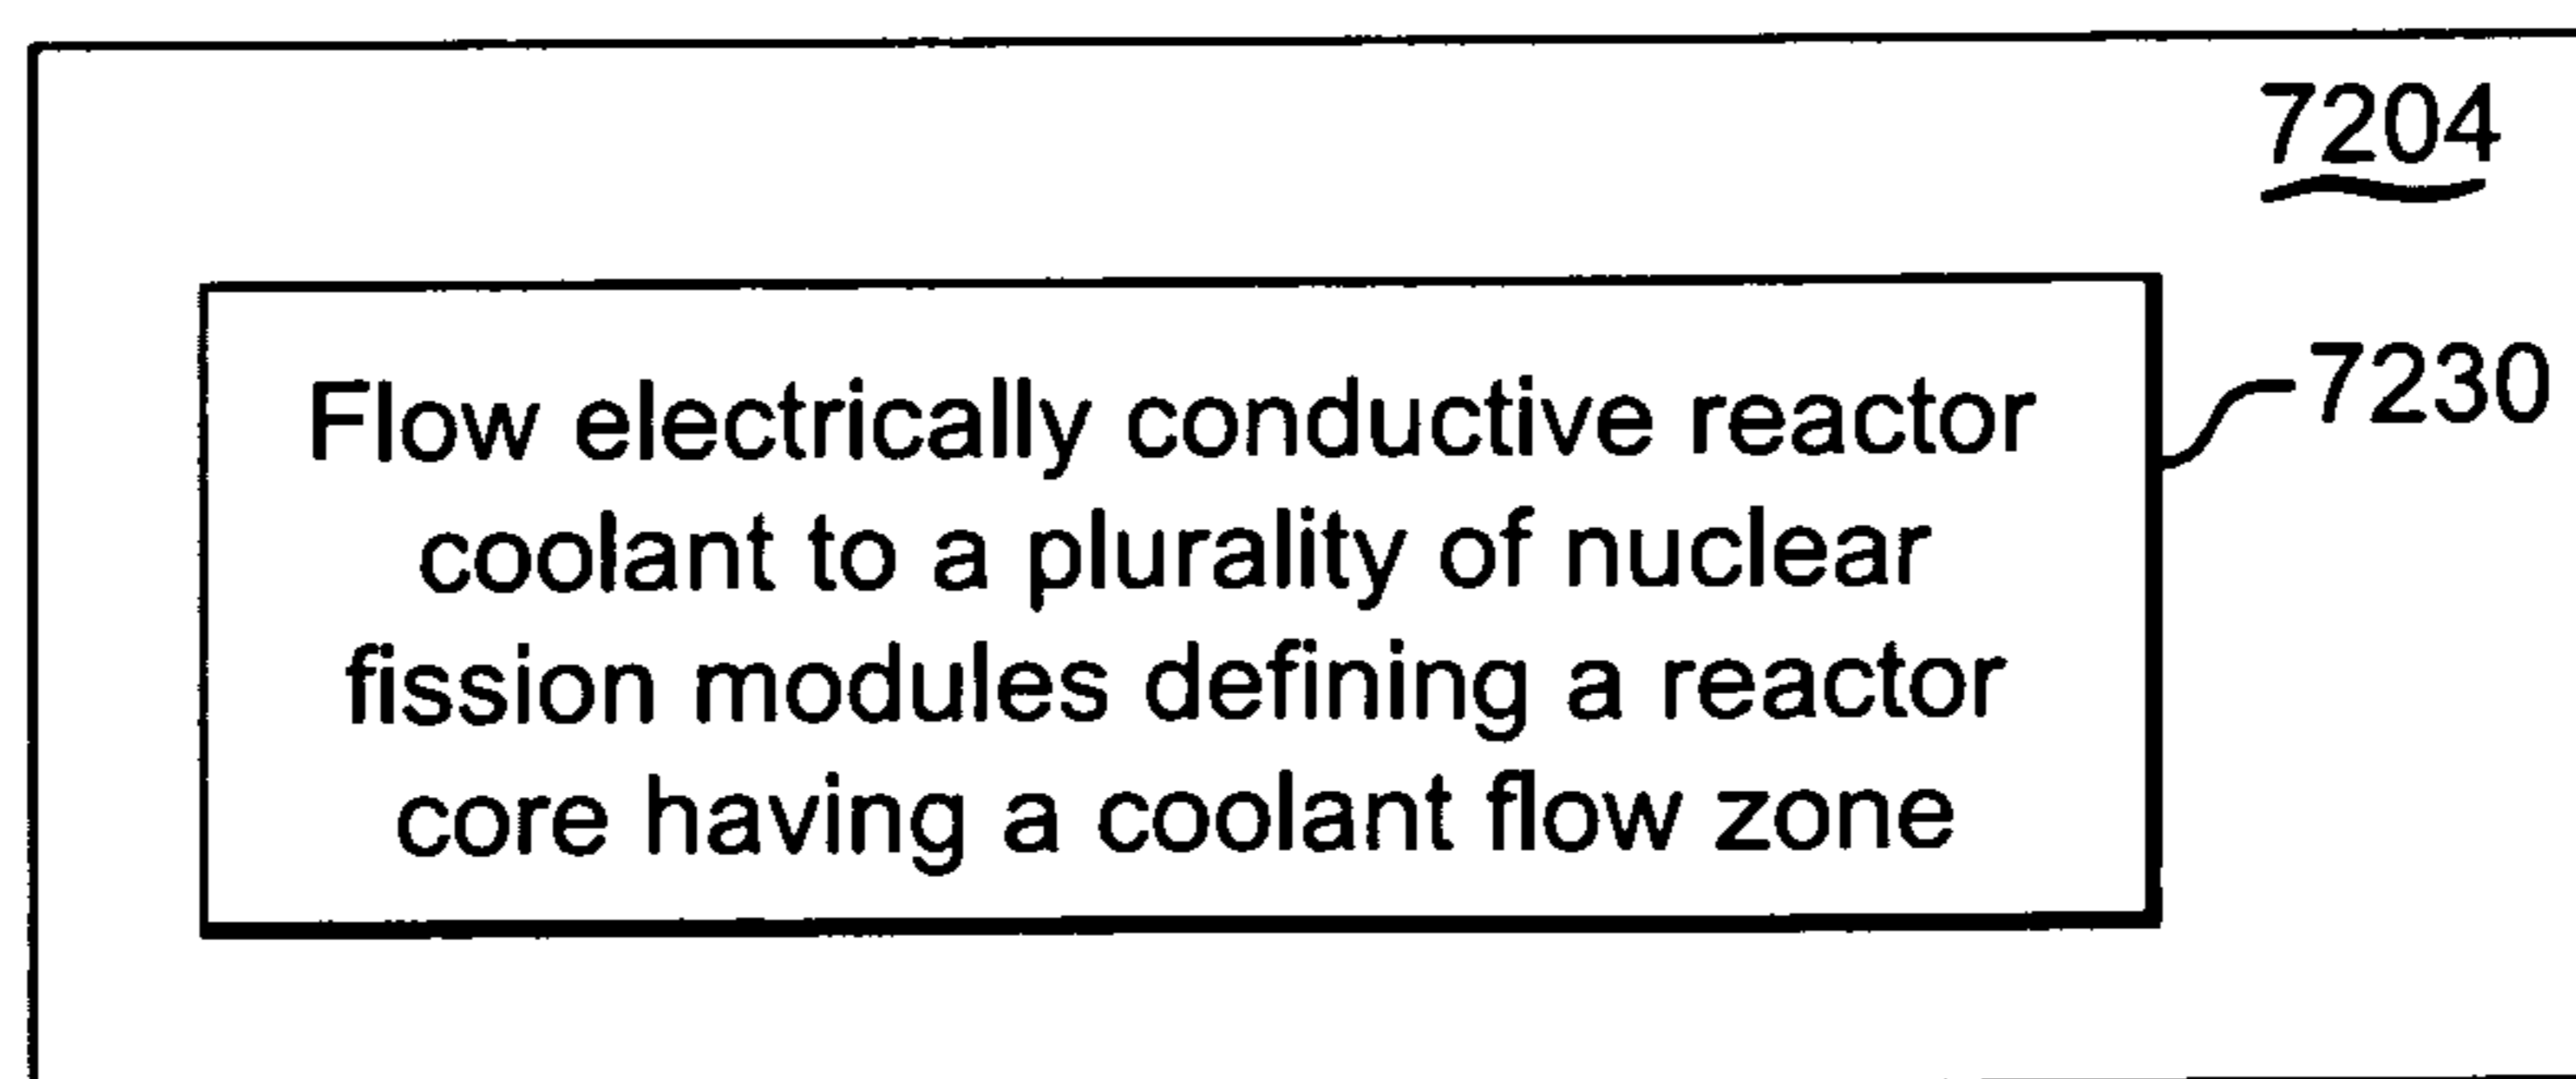 7204
Flow electrically conductive reactor
coolant to a plurality of nuclear
fission modules defining a reactor
core having a coolant flow zone
7230